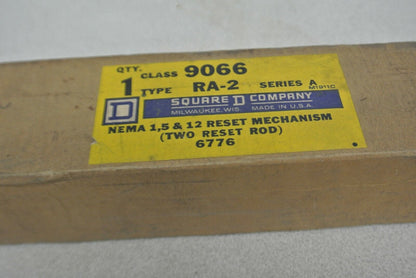 QTY. CLASS 9066
1 TYPE RA-2 SERIES A
M1911C
D SQUARE D COMPANY
MILWAUKEE, WIS. MADE IN U.S.A.
NEMA 1,5 & 12 RESET MECHANISM
(TWO RESET ROD)
6776